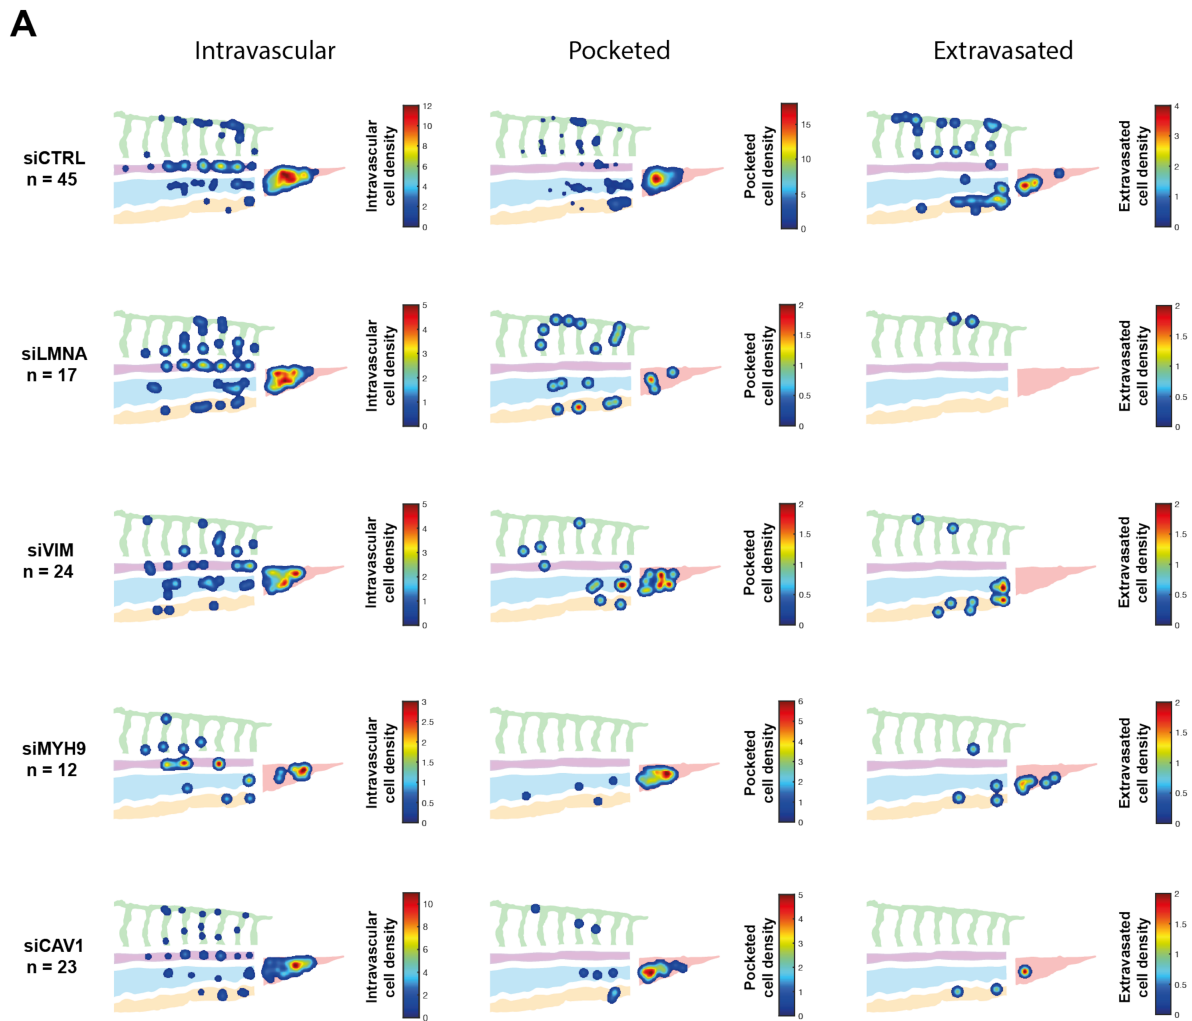 A
Intravascular
Pocketed
Extravasated
siCTRL
n = 45
Intravascular
cell density
12
10
8
6
4
2
0
Pocketed
cell density
15
10
5
0
Extravasated
cell density
4
3
2
1
0
siLMNA
n = 17
Intravascular
cell density
5
4
3
2
1
0
Pocketed
cell density
2
1.5
1
0.5
0
Extravasated
cell density
2
1.5
1
0.5
0
siVIM
n = 24
Intravascular
cell density
5
4
3
2
1
0
Pocketed
cell density
2
1.5
1
0.5
0
Extravasated
cell density
2
1.5
1
0.5
0
siMYH9
n = 12
Intravascular
cell density
3
2.5
2
1.5
1
0.5
0
Pocketed
cell density
6
5
4
3
2
1
0
Extravasated
cell density
2
1.5
1
0.5
0
siCAV1
n = 23
Intravascular
cell density
10
8
6
4
2
0
Pocketed
cell density
5
4
3
2
1
0
Extravasated
cell density
2
1.5
1
0.5
0